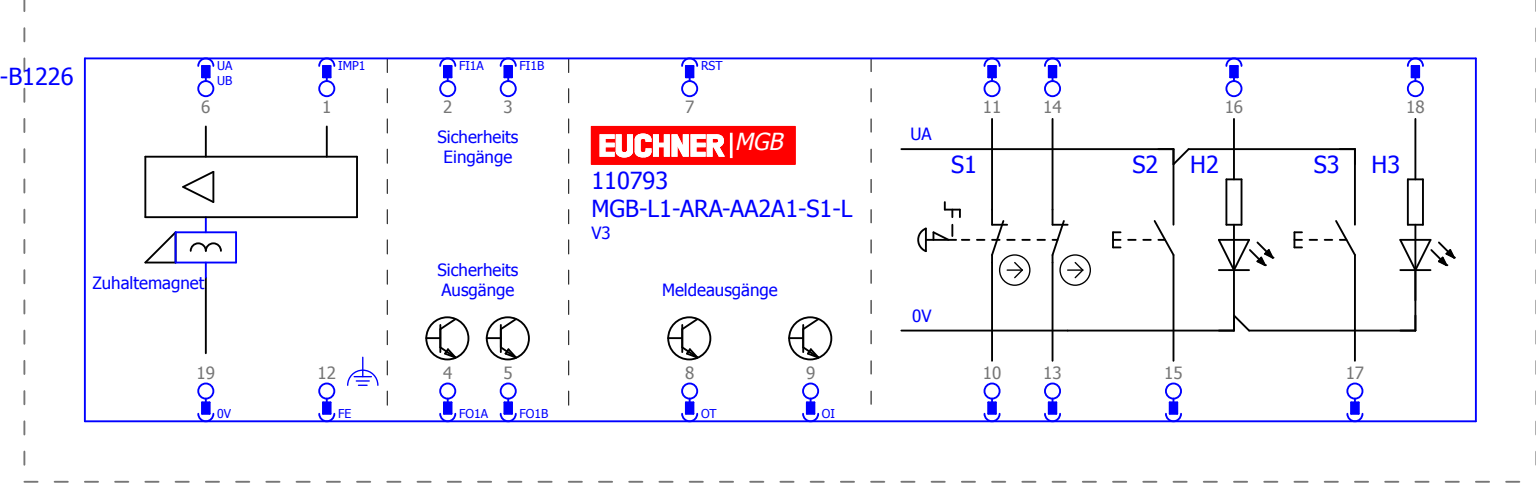 -B1226
UA
UB
6
IMP1
1
FI1A
2
FI1B
3
RST
7
11
14
16
18
Sicherheits
Eingänge
EUCHNER|MGB
110793
MGB-L1-ARA-AA2A1-S1-L
V3
UA
S1
S2
H2
S3
H3
Zuhaltemagnet
Sicherheits
Ausgänge
Meldeausgänge
0V
19
0V
12
FE
4
FO1A
5
FO1B
8
OT
9
OI
10
13
15
17